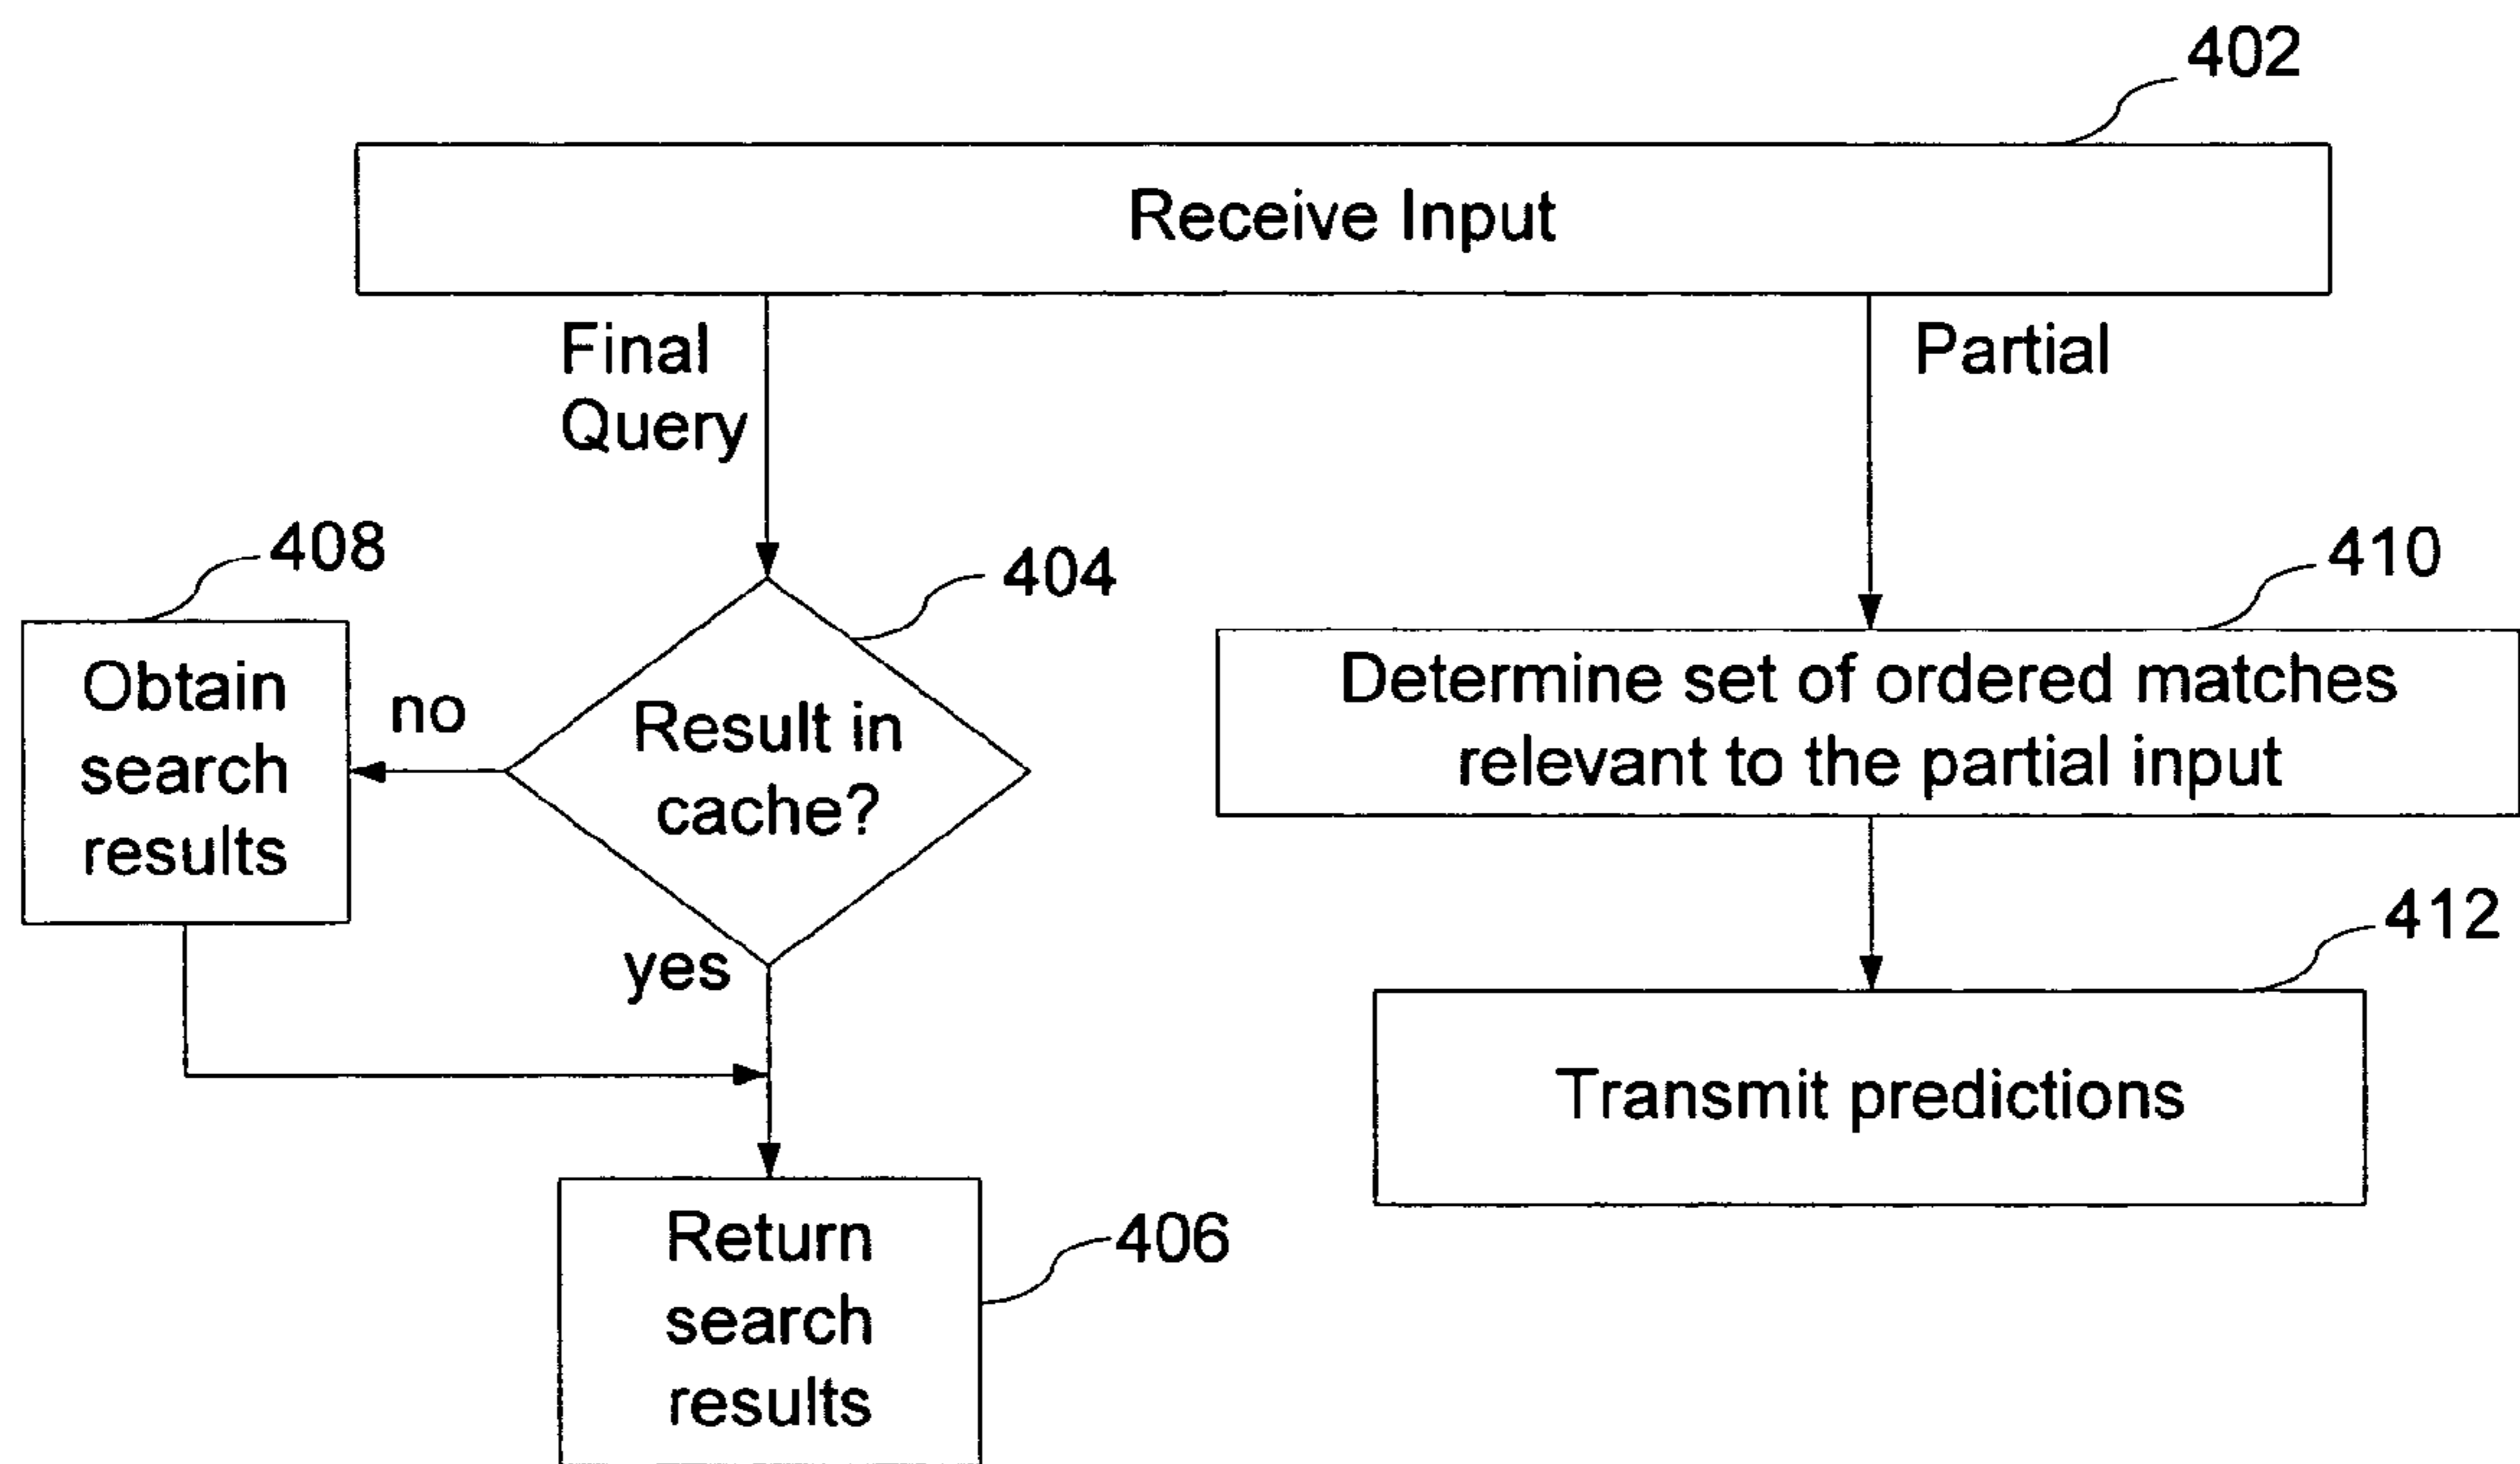 402
Receive Input
Final
Query
Partial
408
404
410
Obtain
search
results
no
Result in
cache?
Determine set of ordered matches
relevant to the partial input
yes
412
Transmit predictions
Return
search
results
406